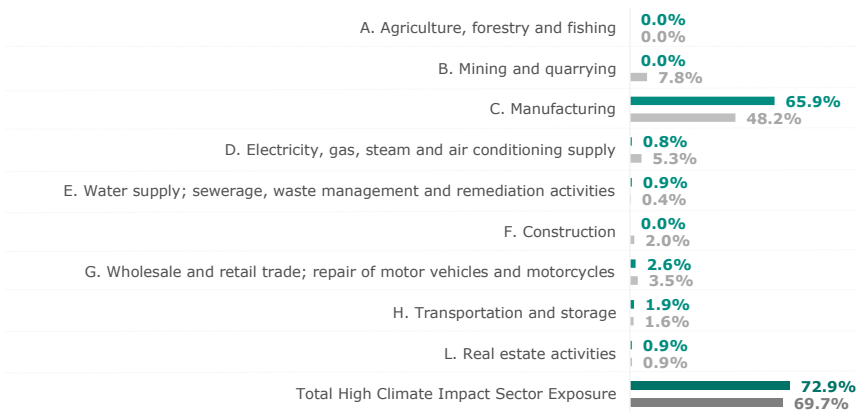 A. Agriculture, forestry and fishing
0.0%
0.0%
B. Mining and quarrying
0.0%
7.8%
C. Manufacturing
65.9%
48.2%
D. Electricity, gas, steam and air conditioning supply
0.8%
5.3%
E. Water supply; sewerage, waste management and remediation activities
0.9%
0.4%
F. Construction
0.0%
2.0%
G. Wholesale and retail trade; repair of motor vehicles and motorcycles
2.6%
3.5%
H. Transportation and storage
1.9%
1.6%
L. Real estate activities
0.9%
0.9%
Total High Climate Impact Sector Exposure
72.9%
69.7%